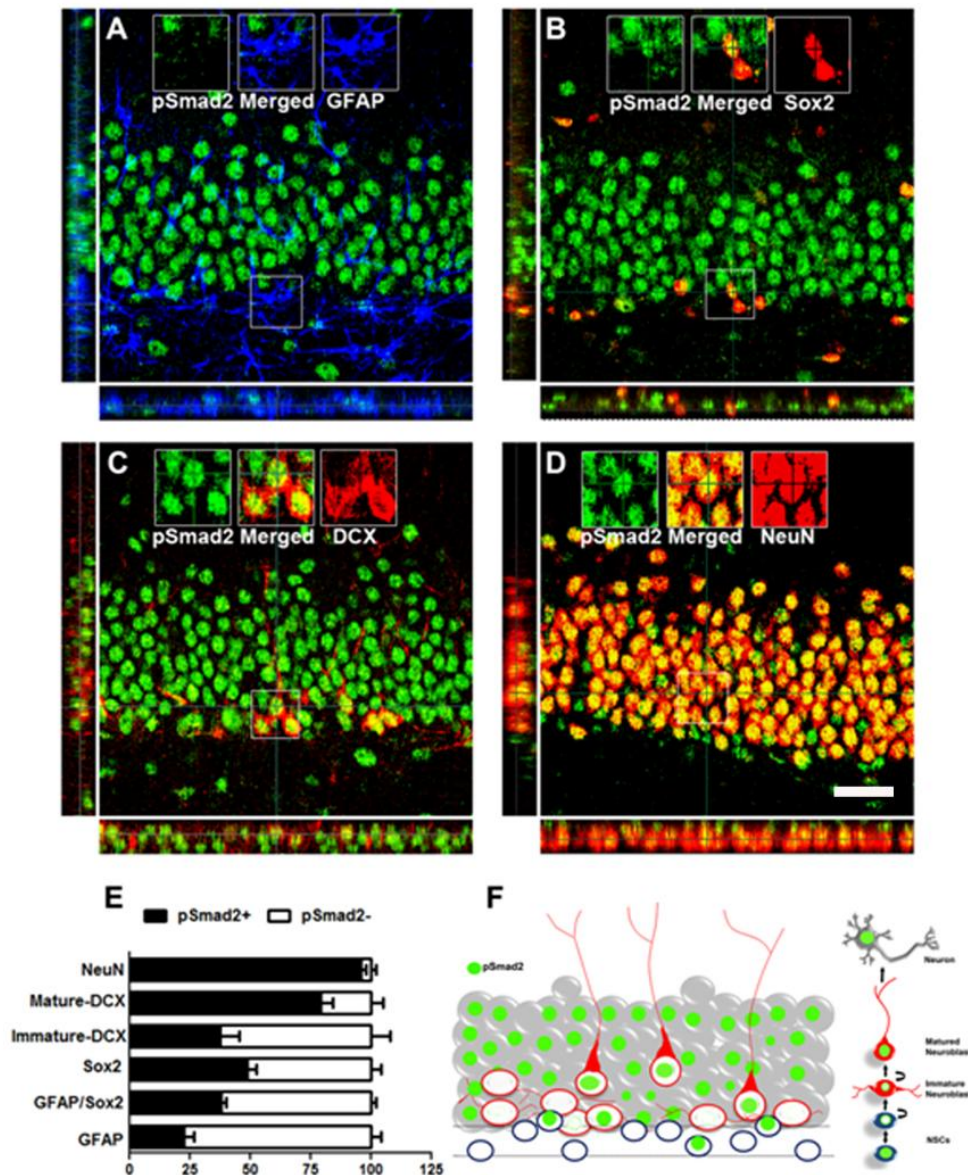 A
pSmad2 Merged GFAP
B
pSmad2 Merged Sox2
C
pSmad2 Merged DCX
D
pSmad2 Merged NeuN
E
pSmad2+ pSmad2-
NeuN
Mature-DCX
Immature-DCX
Sox2
GFAP/Sox2
GFAP
0 25 50 75 100 125
F
pSmad2
Neuron
Matured
Neuroblast
Immature
Neuroblast
NSCs